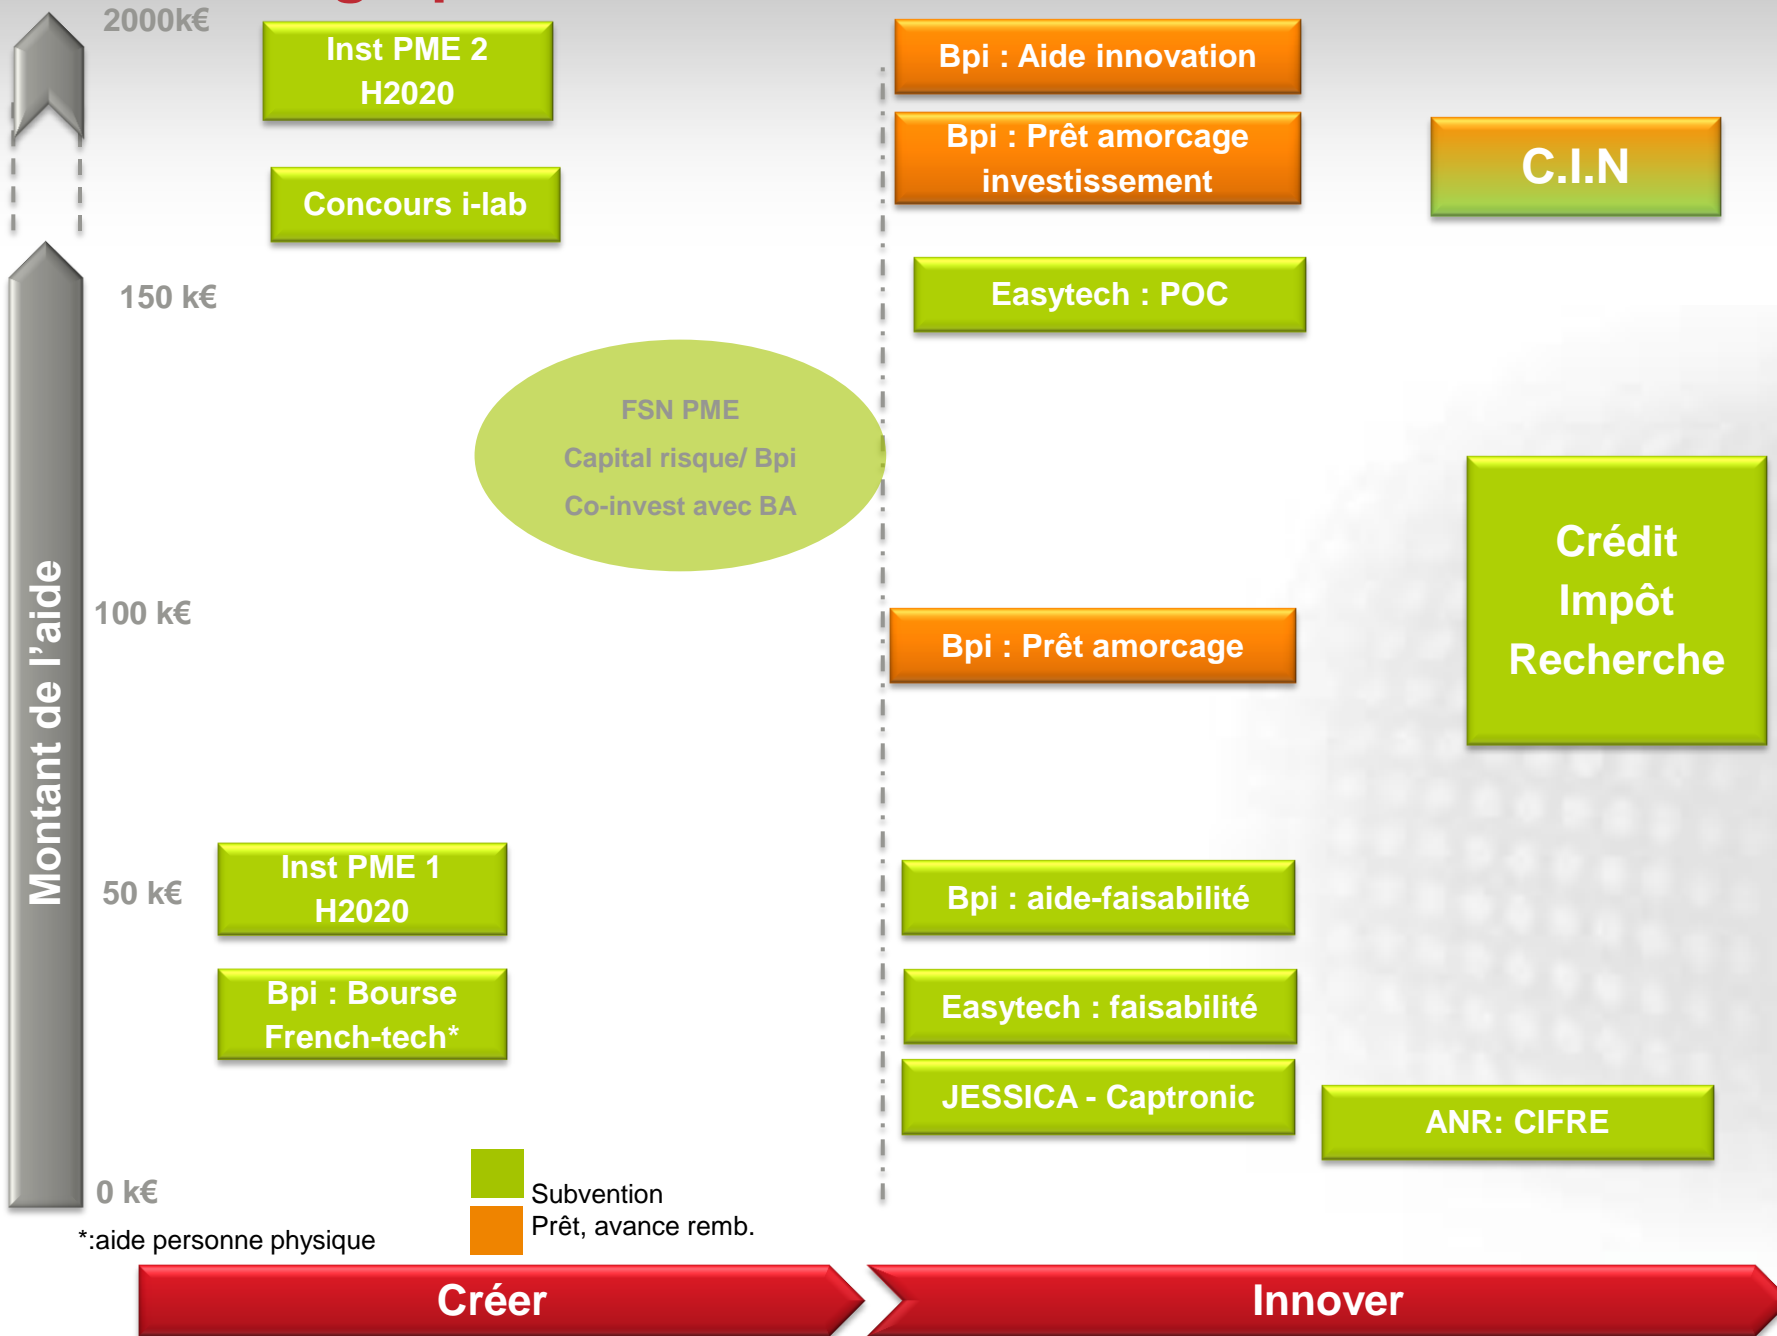 2000k€
Inst PME 2
H2020
Bpi : Aide innovation
Bpi : Prêt amorcage
investissement
C.I.N
Concours i-lab
150 k€
Easytech : POC
FSN PME
Capital risque/ Bpi
Co-invest avec BA
Crédit
Impôt
Recherche
Montant de l’aide
100 k€
Bpi : Prêt amorcage
50 k€
Inst PME 1
H2020
Bpi : aide-faisabilité
Bpi : Bourse
French-tech*
Easytech : faisabilité
JESSICA - Captronic
ANR: CIFRE
0 k€
Subvention
Prêt, avance remb.
*:aide personne physique
Créer
Innover